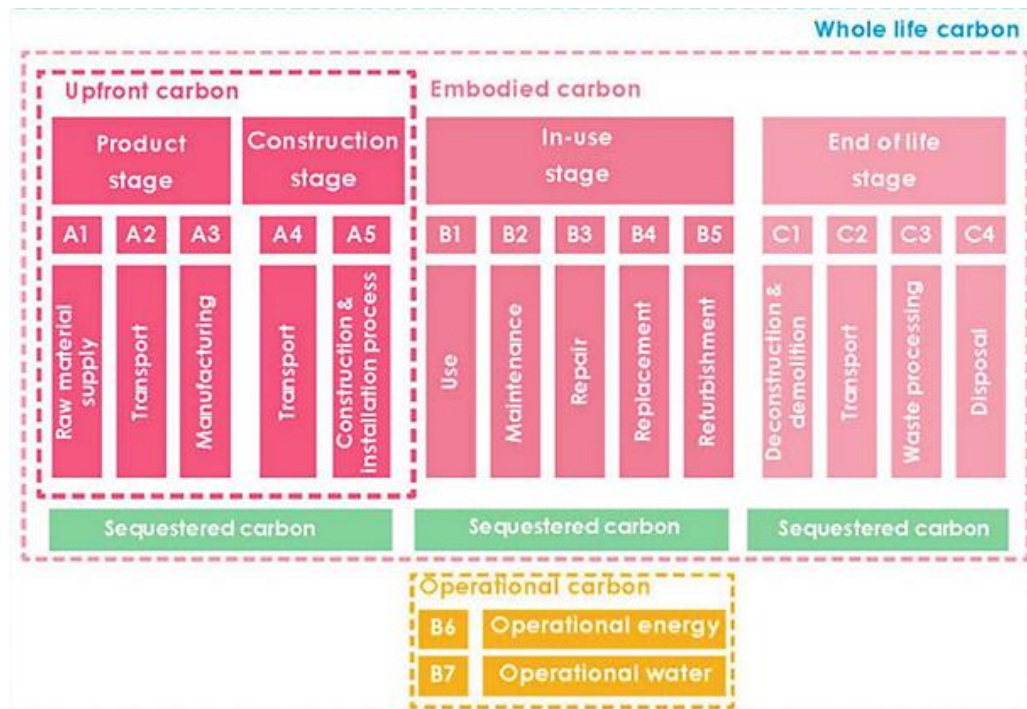 Whole life carbon
Upfront carbon
Embodied carbon
Product
stage
Construction
stage
In-use
stage
End of life
stage
A1
A2
A3
A4
A5
B1
B2
B3
B4
B5
C1
C2
C3
C4
Raw material
supply
Transport
Manufacturing
Transport
Construction &
installation process
Use
Maintenance
Repair
Replacement
Refurbishment
Deconstruction &
demolition
Transport
Waste processing
Disposal
Sequestered carbon
Sequestered carbon
Sequestered carbon
Operational carbon
B6
Operational energy
B7
Operational water